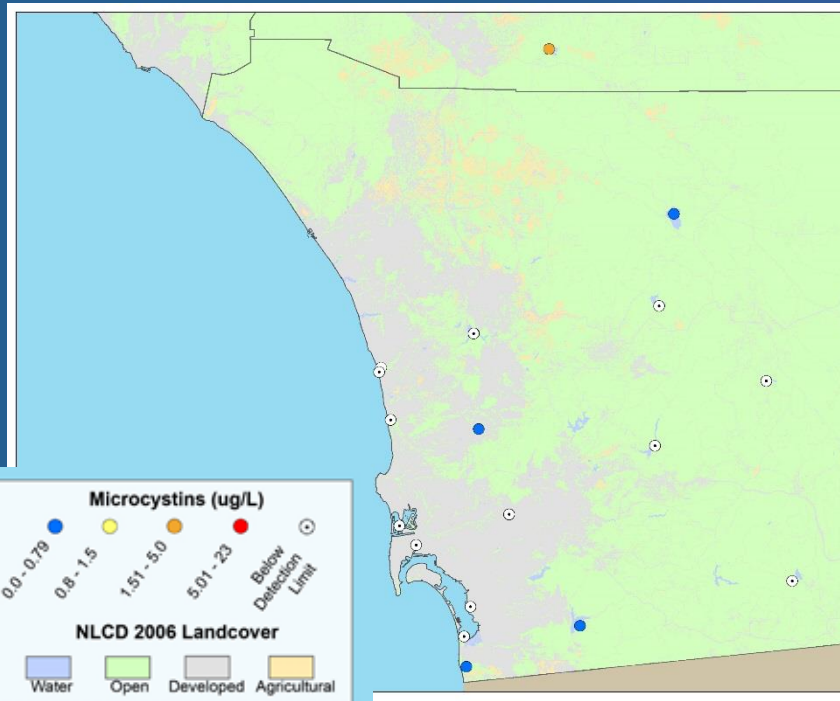 Microcystins (ug/L)
0.0 - 0.79
0.8 - 1.5
1.51 - 5.0
5.01 - 23
Below
Detection
Limit
NLCD 2006 Landcover
Water Open Developed Agricultural